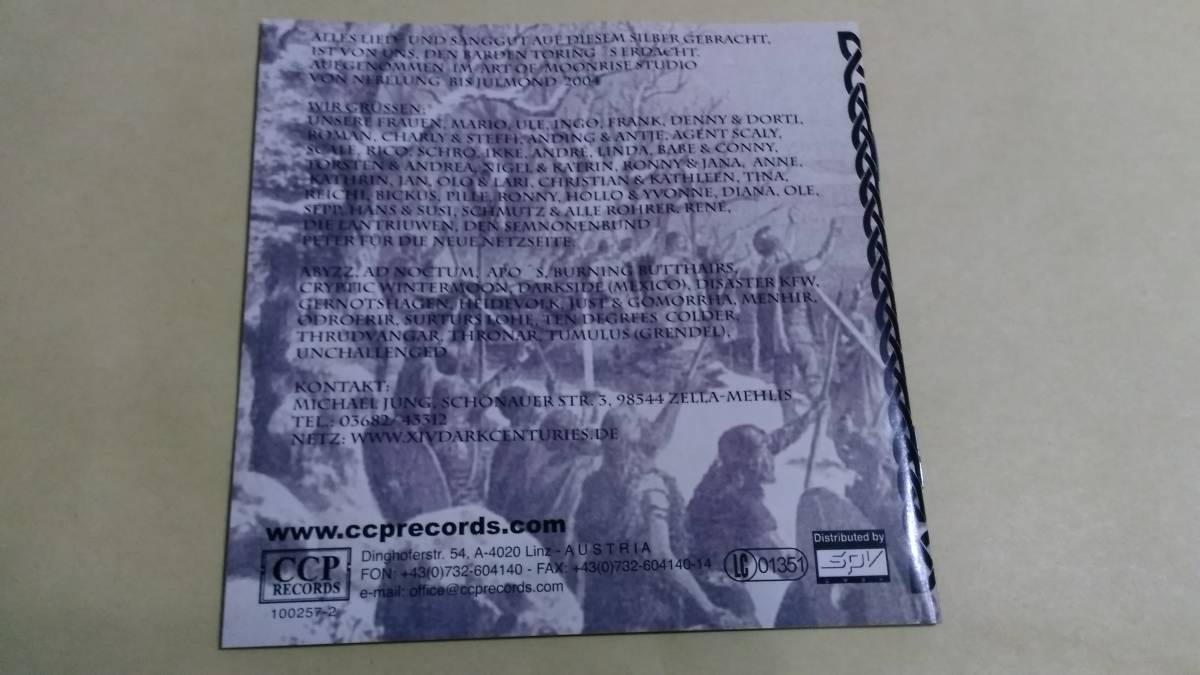 ALLES LIED- UND SANGGUT AUF DIESEM SILBER GEBRACHT,
IST VON UNS, DEN BARDEN TORING S ERDACHT.
AUFGENOMMEN IM ART OF MOONRISE STUDIO
VON NEBELUNG BIS JULMOND 2004
WIR GRÜSSEN:
UNSERE FRAUEN, MARIO, ULE, INGO, FRANK, DENNY & DORTI,
ROMAN, CHARLY & STEFFI, ANDING & ANTJE, AGENT SCALY,
SCALE, RICO, SCHRO, IKKE, ANDRE, LINDA, BABE & CONNY,
TORSTEN & ANDREA, NIGEL & KATRIN, RONNY & JANA, ANNE,
KATHRIN, JAN, OLO & LARI, CHRISTIAN & KATHLEEN, TINA,
REICHI, BICKUS, PILLE, RONNY, HOLLO & YVONNE, DIANA, OLE,
SEPP, HANS & SUSI, SCHMUTZ & ALLE ROHRER, RENE,
DIE LANTRIUWEN, DEN SEMNONENBUND
PETER FÜR DIE NEUE NETZSEITE.
ABYZZ, AD NOCTUM, APO S, BURNING BUTTHAIRS,
CRYPTIC WINTERMOON, DARKSIDE (MEXICO), DISASTER KFW,
GERNOTSHAGEN, HEIDEVOLK, JUST & GOMORRHA, MENHIR,
ODROERIR, SURTURS LOHE, TEN DEGREES COLDER,
THRUDVANGAR, THRONAR, TUMULUS (GRENDEL),
UNCHALLENGED
KONTAKT:
MICHAEL JUNG, SCHÖNAUER STR. 3, 98544 ZELLA-MEHLIS
TEL.: 03682/ 43312
NETZ: WWW.XIVDARKCENTURIES.DE
www.ccprecords.com
CCP RECORDS
Dinghoferstr. 54, A-4020 Linz - AUSTRIA
FON: +43(0)732-604140 - FAX: +43(0)732-604140-14
e-mail: office@ccprecords.com
100257-2
LC 01351
Distributed by
SPV